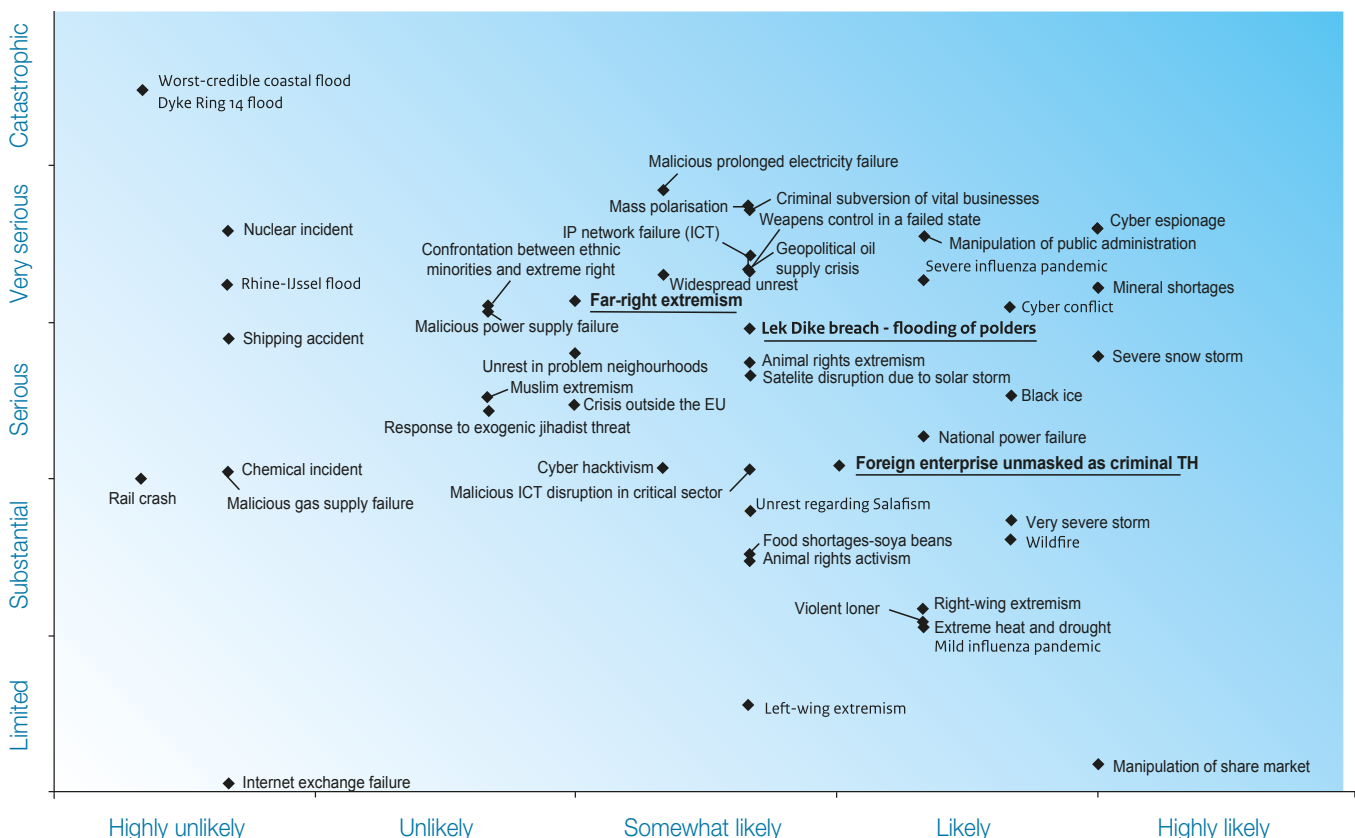 Catastrophic
Very serious
Serious
Substantial
Limited
Worst-credible coastal flood
Dyke Ring 14 flood
Malicious prolonged electricity failure
Mass polarisation
Criminal subversion of vital businesses
Weapens control in a failed state
IP network failure (ICT)
Geopolitical oil
supply crisis
Cyber espionage
Manipulation of public administration
Nuclear incident
Confrontation between ethnic
minorities and extreme right
Severe influenza pandemic
Rhine-IJssel flood
Widespread unrest
Mineral shortages
Far-right extremism
Cyber conflict
Malicious power supply failure
Lek Dike breach - flooding of polders
Shipping accident
Unrest in problem neighourhoods
Animal rights extremism
Satelite disruption due to solar storm
Severe snow storm
Muslim extremism
Crisis outside the EU
Black ice
Response to exogenic jihadist threat
National power failure
Chemical incident
Rail crash
Malicious gas supply failure
Cyber hacktivism
Malicious ICT disruption in critical sector
Foreign enterprise unmasked as criminal TH
Unrest regarding Salafism
Very severe storm
Wildfire
Food shortages-soya beans
Animal rights activism
Violent loner
Right-wing extremism
Extreme heat and drought
Mild influenza pandemic
Left-wing extremism
Internet exchange failure
Manipulation of share market
Highly unlikely
Unlikely
Somewhat likely
Likely
Highly likely